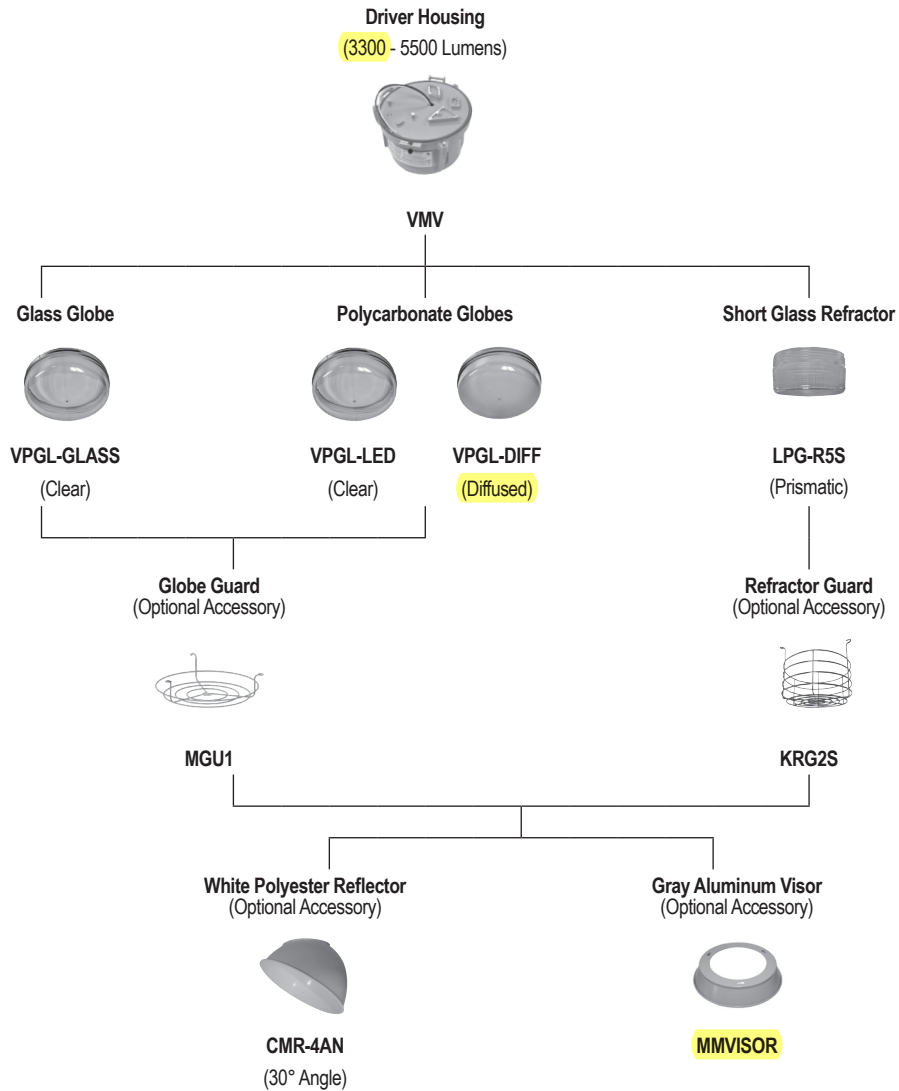 Driver Housing
(3300 - 5500 Lumens)
VMV
Glass Globe
Polycarbonate Globes
Short Glass Refractor
VPGL-GLASS
(Clear)
VPGL-LED
(Clear)
VPGL-DIFF
(Diffused)
LPG-R5S
(Prismatic)
Globe Guard
(Optional Accessory)
Refractor Guard
(Optional Accessory)
MGU1
KRG2S
White Polyester Reflector
(Optional Accessory)
Gray Aluminum Visor
(Optional Accessory)
CMR-4AN
(30° Angle)
MMVISOR